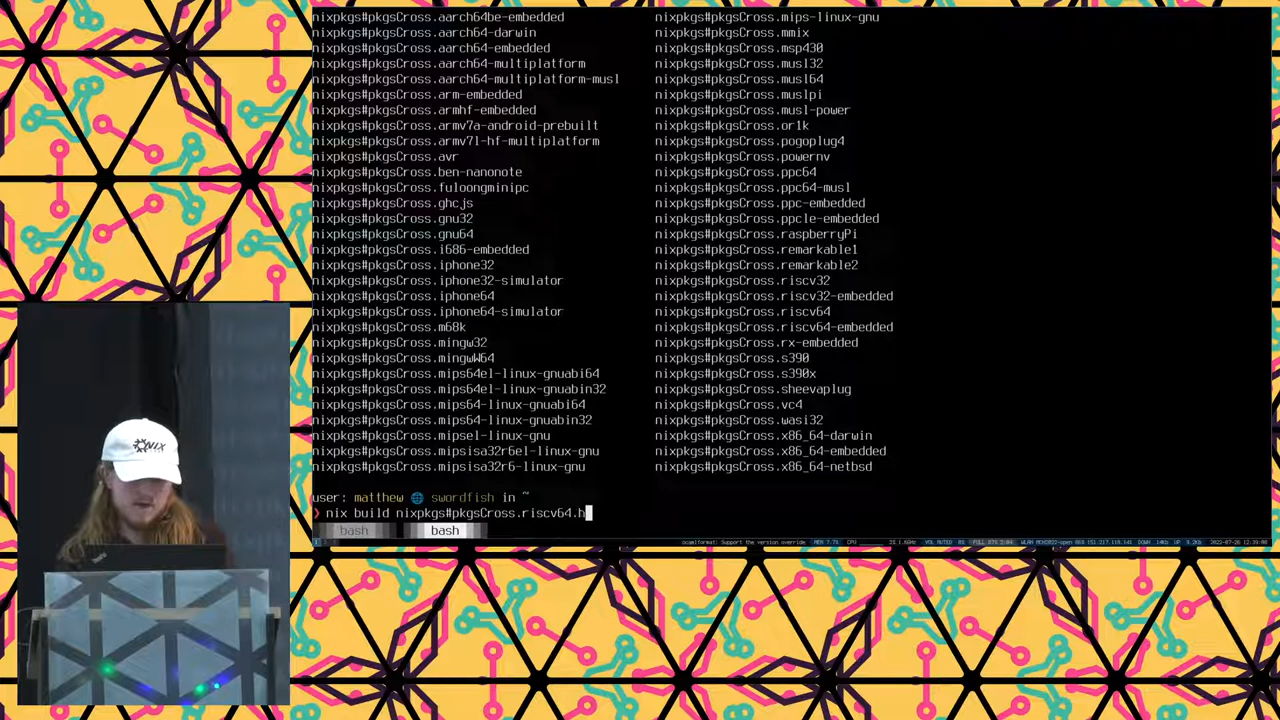 nixpkgs#pkgsCross.aarch64be-embedded nixpkgs#pkgsCross.mips-linux-gnu
nixpkgs#pkgsCross.aarch64-darwin nixpkgs#pkgsCross.mmix
nixpkgs#pkgsCross.aarch64-embedded nixpkgs#pkgsCross.msp430
nixpkgs#pkgsCross.aarch64-multiplatform nixpkgs#pkgsCross.musl32
nixpkgs#pkgsCross.aarch64-multiplatform-musl nixpkgs#pkgsCross.musl64
nixpkgs#pkgsCross.arm-embedded nixpkgs#pkgsCross.muslpi
nixpkgs#pkgsCross.armhf-embedded nixpkgs#pkgsCross.musl-power
nixpkgs#pkgsCross.armv7a-android-prebuilt nixpkgs#pkgsCross.or1k
nixpkgs#pkgsCross.armv7l-hf-multiplatform nixpkgs#pkgsCross.pogoplug4
nixpkgs#pkgsCross.avr nixpkgs#pkgsCross.powernv
nixpkgs#pkgsCross.ben-nanonote nixpkgs#pkgsCross.ppc64
nixpkgs#pkgsCross.fuloongminipc nixpkgs#pkgsCross.ppc64-musl
nixpkgs#pkgsCross.ghcjs nixpkgs#pkgsCross.ppc-embedded
nixpkgs#pkgsCross.gnu32 nixpkgs#pkgsCross.ppcle-embedded
nixpkgs#pkgsCross.gnu64 nixpkgs#pkgsCross.raspberryPi
nixpkgs#pkgsCross.i686-embedded nixpkgs#pkgsCross.remarkable1
nixpkgs#pkgsCross.iphone32 nixpkgs#pkgsCross.remarkable2
nixpkgs#pkgsCross.iphone32-simulator nixpkgs#pkgsCross.riscv32
nixpkgs#pkgsCross.iphone64 nixpkgs#pkgsCross.riscv32-embedded
nixpkgs#pkgsCross.iphone64-simulator nixpkgs#pkgsCross.riscv64
nixpkgs#pkgsCross.m68k nixpkgs#pkgsCross.riscv64-embedded
nixpkgs#pkgsCross.mingw32 nixpkgs#pkgsCross.rx-embedded
nixpkgs#pkgsCross.mingwW64 nixpkgs#pkgsCross.s390
nixpkgs#pkgsCross.mips64el-linux-gnuabi64 nixpkgs#pkgsCross.s390x
nixpkgs#pkgsCross.mips64el-linux-gnuabin32 nixpkgs#pkgsCross.sheevaplug
nixpkgs#pkgsCross.mips64-linux-gnuabi64 nixpkgs#pkgsCross.vc4
nixpkgs#pkgsCross.mips64-linux-gnuabin32 nixpkgs#pkgsCross.wasi32
nixpkgs#pkgsCross.mipsel-linux-gnu nixpkgs#pkgsCross.x86_64-darwin
nixpkgs#pkgsCross.mipsisa32r6el-linux-gnu nixpkgs#pkgsCross.x86_64-embedded
nixpkgs#pkgsCross.mipsisa32r6-linux-gnu nixpkgs#pkgsCross.x86_64-netbsd
user: matthew 🌐 swordfish in ~
❯ nix build nixpkgs#pkgsCross.riscv64.h
bash bash
Support the version override
NIX